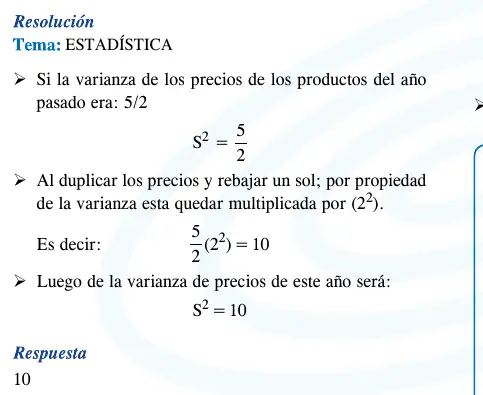 Resolución
Tema: ESTADÍSTICA
➤ Si la varianza de los precios de los productos del año
pasado era: 5/2
S² = 5/2
➤ Al duplicar los precios y rebajar un sol; por propiedad
de la varianza esta quedar multiplicada por (2²).
Es decir: 5/2(2²) = 10
➤ Luego de la varianza de precios de este año será:
S² = 10
Respuesta
10